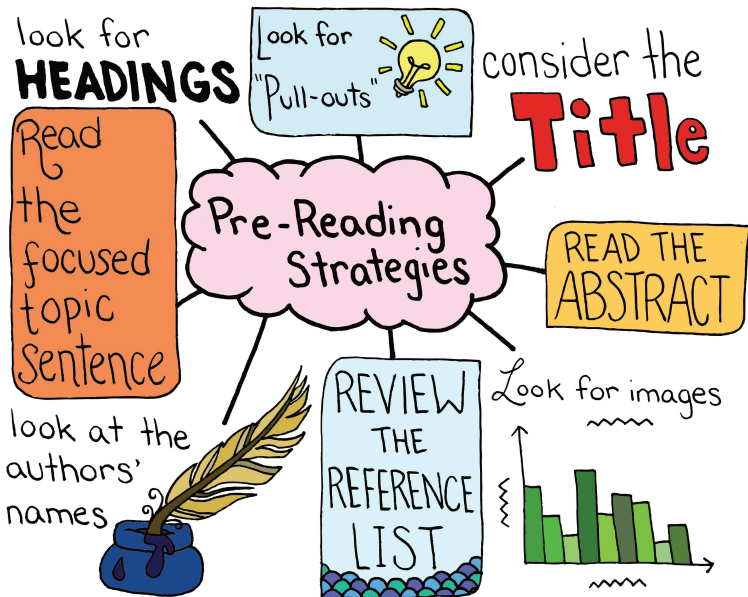 look for
HEADINGS
Look for
"Pull-outs"
consider the
Title
Read
the
focused
topic
sentence
Pre-Reading
Strategies
READ THE
ABSTRACT
look at the
authors'
names
REVIEW
THE
REFERENCE
LIST
Look for images